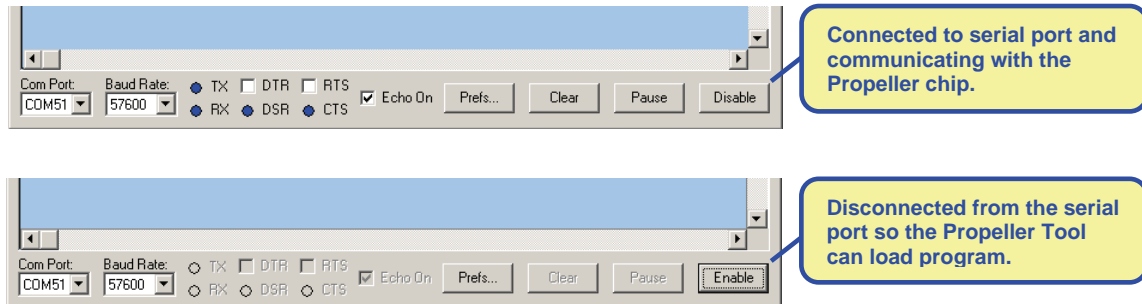 Connected to serial port and
communicating with the
Propeller chip.
Com Port: Baud Rate: TX DTR RTS
COM51 57600 RX DSR CTS Echo On Prefs... Clear Pause Disable
Disconnected from the serial
port so the Propeller Tool
can load program.
Com Port: Baud Rate: TX DTR RTS
COM51 57600 RX DSR CTS Echo On Prefs... Clear Pause Enable